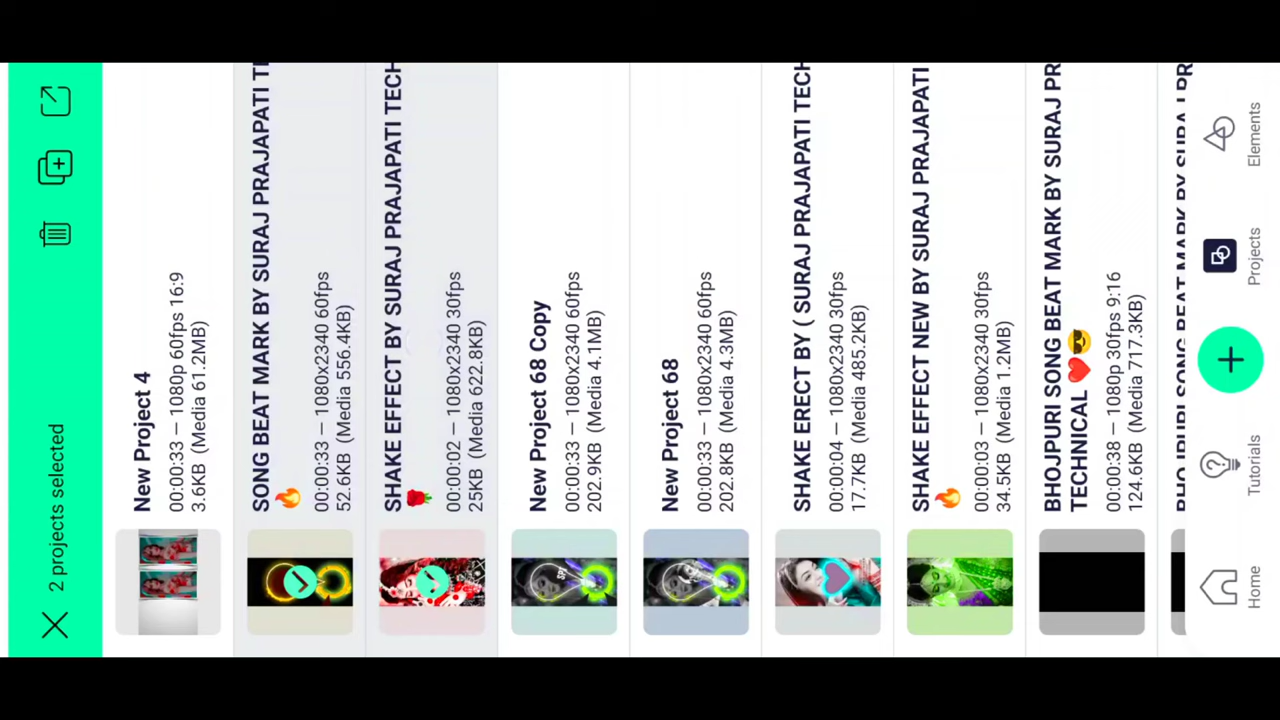 2 projects selected
New Project 4
00:00:33 — 1080p 60fps 16:9
3.6KB (Media 61.2MB)
SONG BEAT MARK BY SURAJ PRAJAPATI
🔥
00:00:33 — 1080x2340 60fps
52.6KB (Media 556.4KB)
SHAKE EFFECT BY SURAJ PRAJAPATI TECH
🌹
00:00:02 — 1080x2340 30fps
25KB (Media 622.8KB)
New Project 68 Copy
00:00:33 — 1080x2340 60fps
202.9KB (Media 4.1MB)
New Project 68
00:00:33 — 1080x2340 60fps
202.8KB (Media 4.3MB)
SHAKE ERECT BY ( SURAJ PRAJAPATI TECH
00:00:04 — 1080x2340 30fps
17.7KB (Media 485.2KB)
SHAKE EFFECT NEW BY SURAJ PRAJAPATI
🔥
00:00:03 — 1080x2340 30fps
34.5KB (Media 1.2MB)
BHOJPURI SONG BEAT MARK BY SURAJ PR
TECHNICAL ❤️😎
00:00:38 — 1080p 30fps 9:16
124.6KB (Media 717.3KB)
Home
Tutorials
Projects
Elements